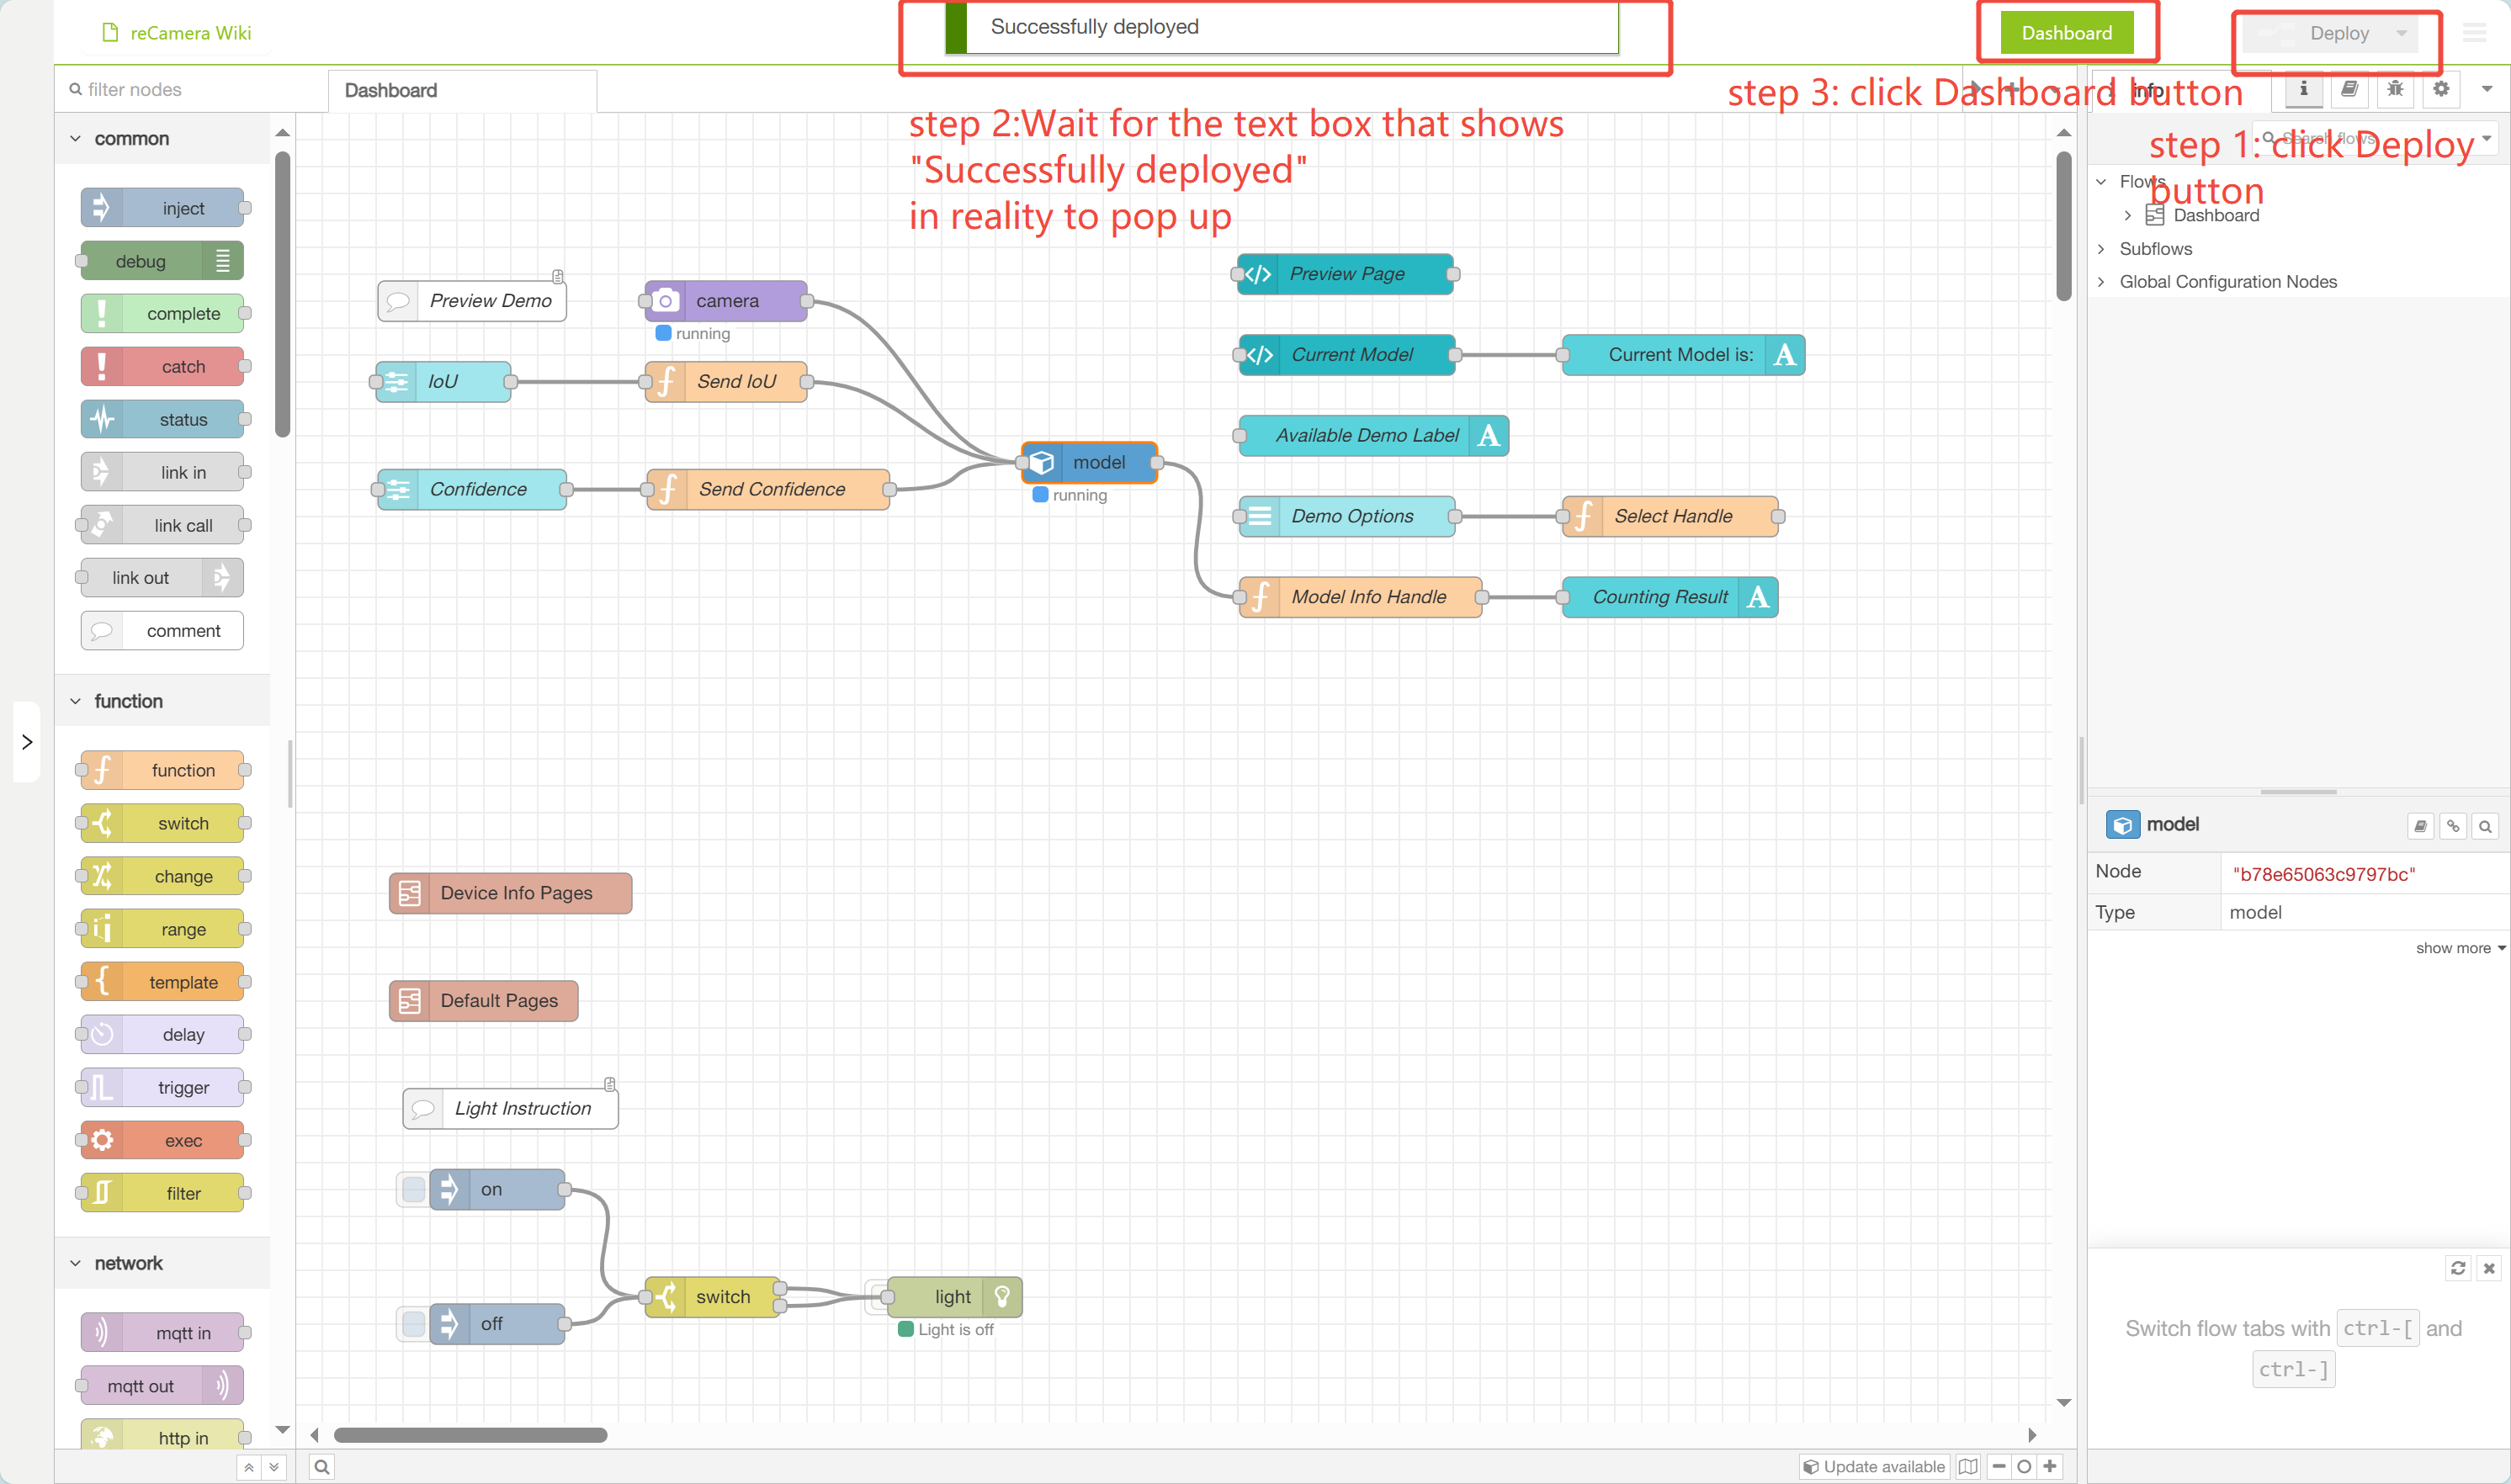 reCamera Wiki
Successfully deployed
Dashboard
Deploy
filter nodes
Dashboard
info
step 3: click Dashboard button
step 2:Wait for the text box that shows
"Successfully deployed"
in reality to pop up
Search flows
step 1: click Deploy
button
Flows
Dashboard
Subflows
Global Configuration Nodes
common
inject
debug
complete
catch
status
link in
link call
link out
comment
function
function
switch
change
range
template
delay
trigger
exec
filter
network
mqtt in
mqtt out
http in
Preview Demo
camera
running
IoU
Send IoU
Confidence
Send Confidence
model
running
Preview Page
Current Model
Current Model is:
Available Demo Label
Demo Options
Select Handle
Model Info Handle
Counting Result
Device Info Pages
Default Pages
Light Instruction
on
off
switch
light
Light is off
model
Node
"b78e65063c9797bc"
Type
model
show more
Switch flow tabs with ctrl-[ and
ctrl-]
Update available